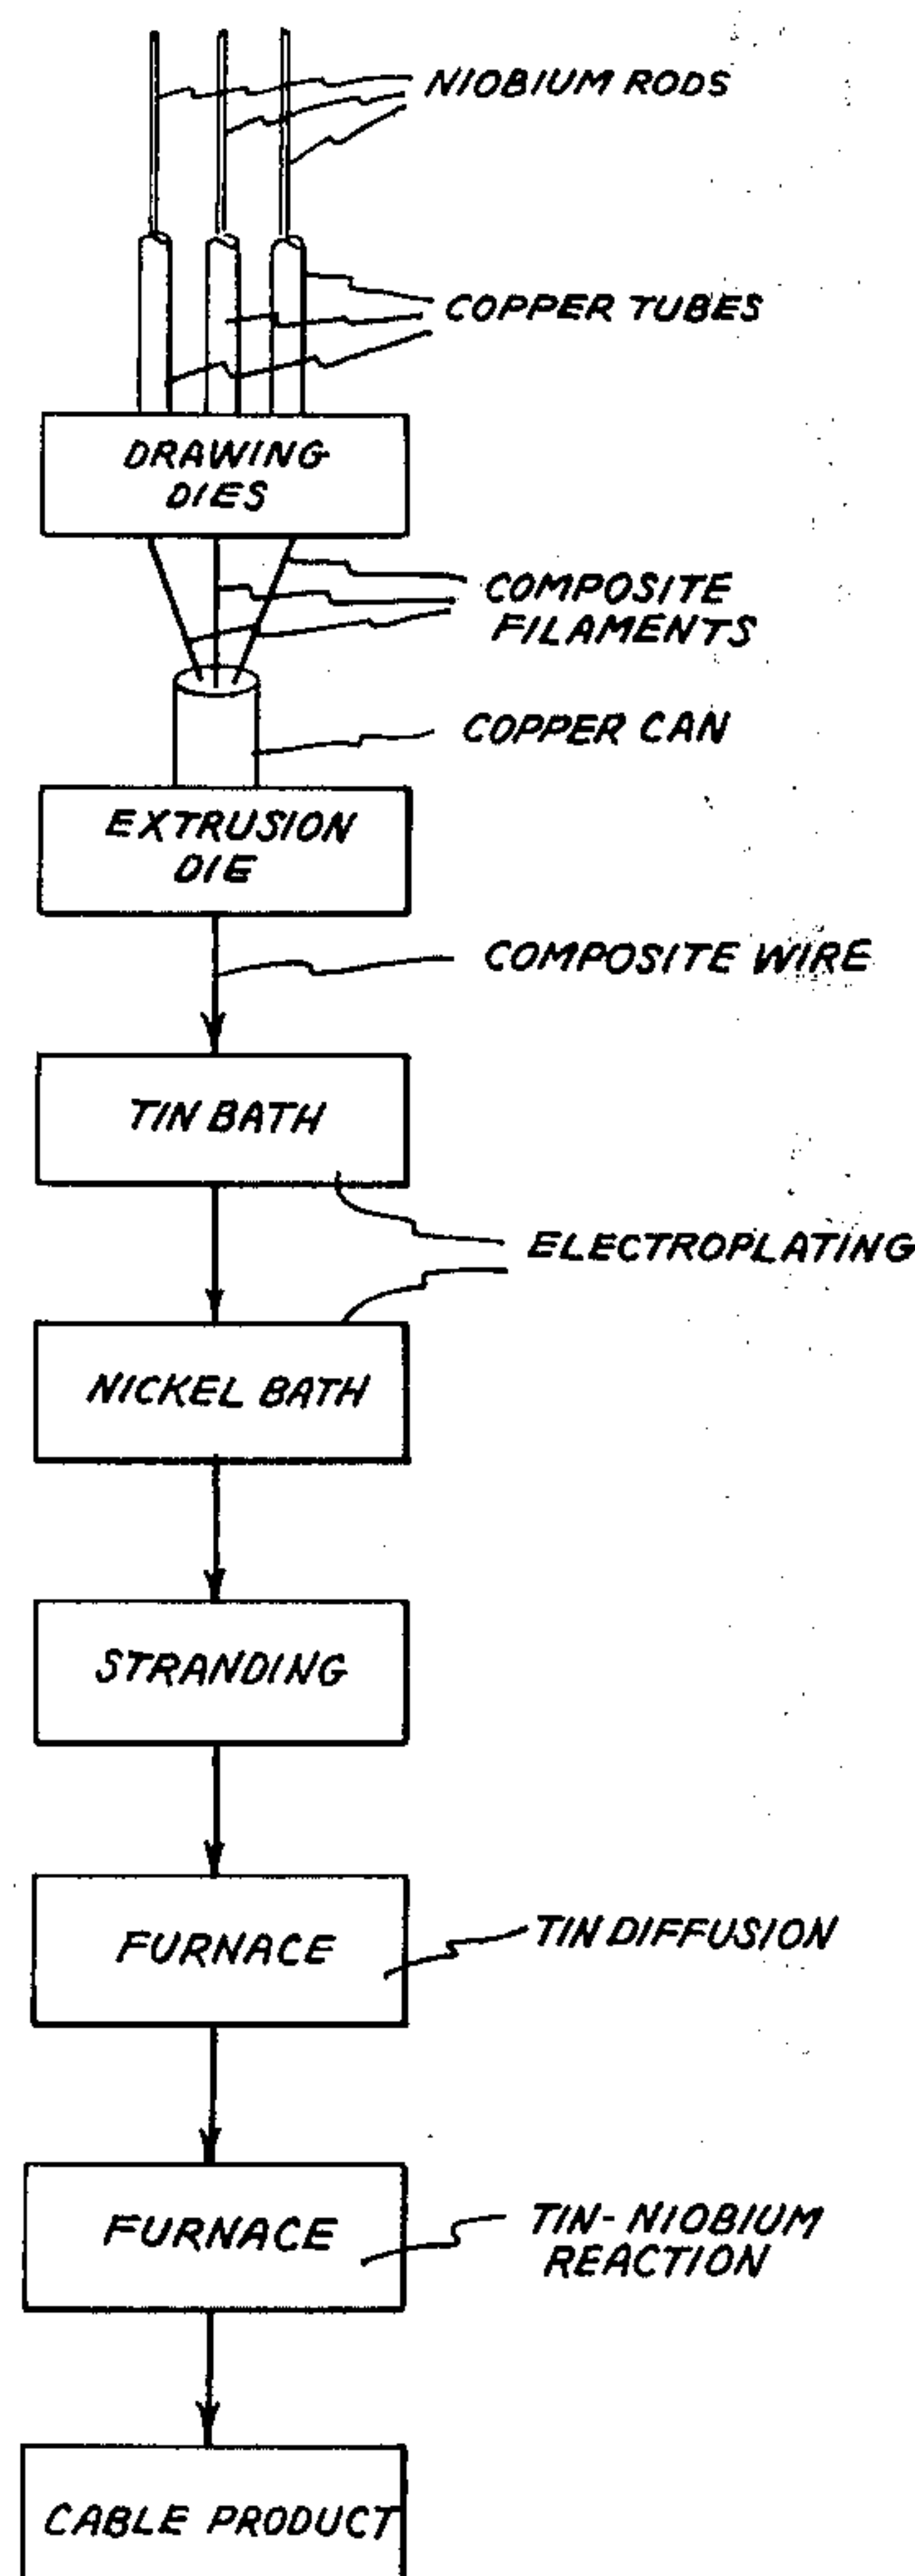 NIOBIUM RODS
COPPER TUBES
DRAWING
DIES
COMPOSITE
FILAMENTS
COPPER CAN
EXTRUSION
DIE
COMPOSITE WIRE
TIN BATH
ELECTROPLATING
NICKEL BATH
STRANDING
FURNACE
TIN DIFFUSION
FURNACE
TIN-NIOBIUM
REACTION
CABLE PRODUCT